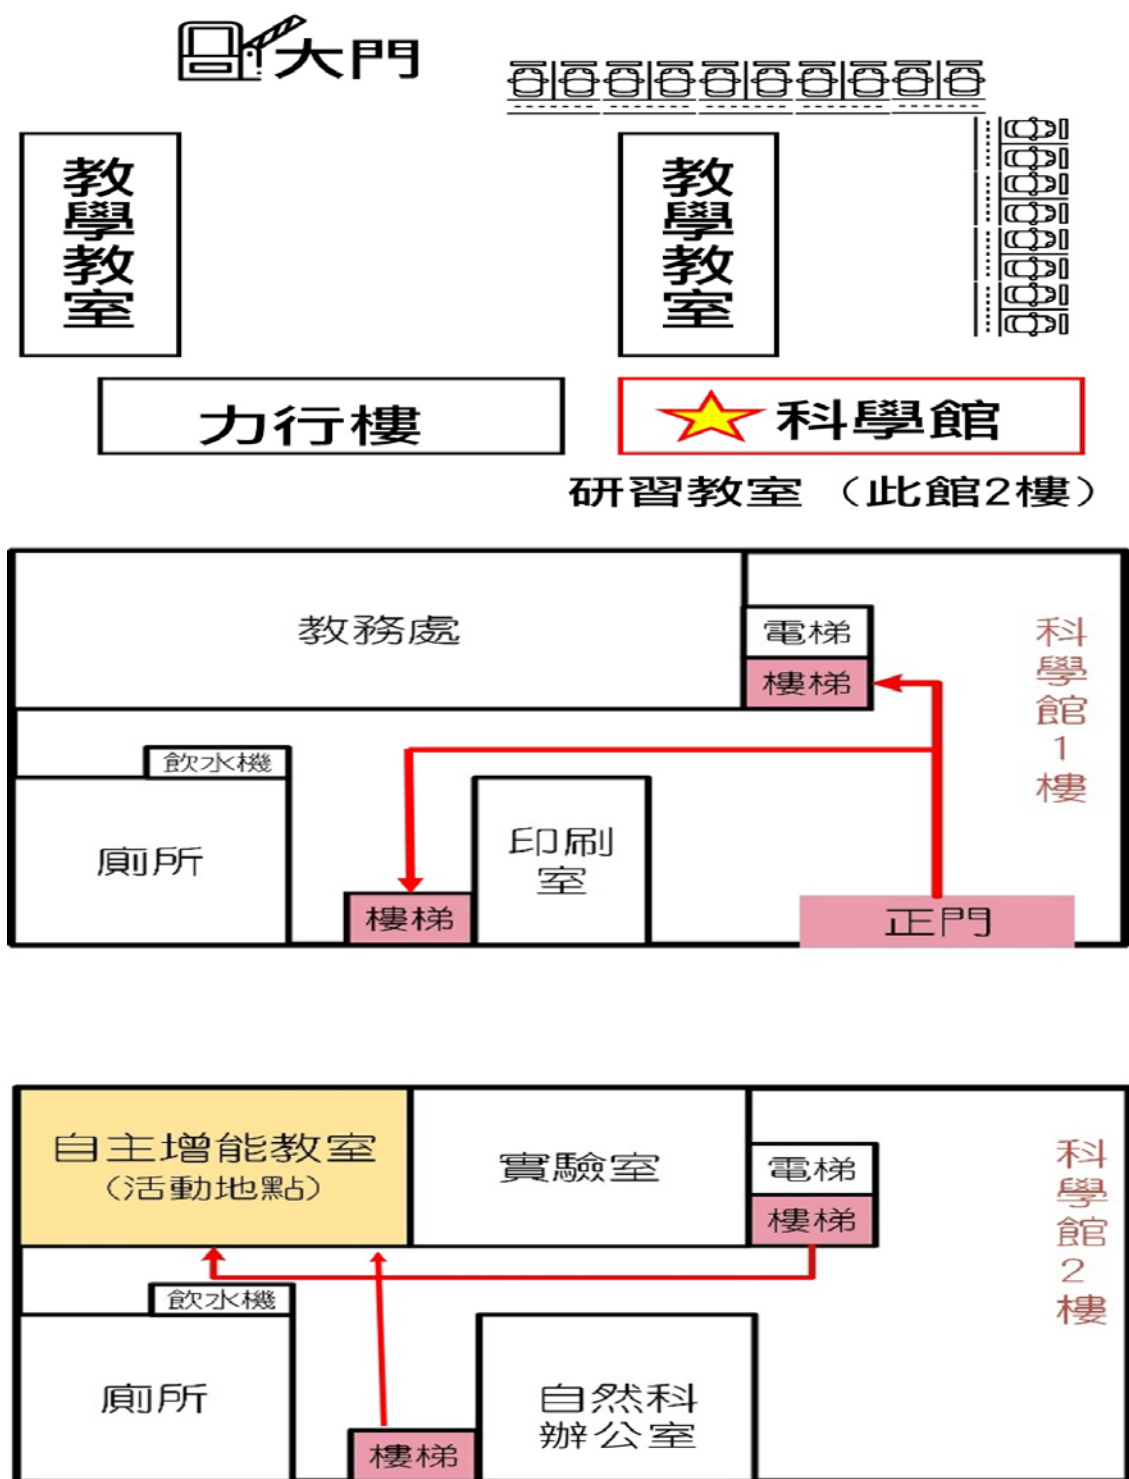 大門
教學教室
教學教室
力行樓
科學館
研習教室（此館2樓）
教務處
電梯
樓梯
科學館1樓
飲水機
廁所
印刷
室
樓梯
正門
自主增能教室
（活動地點）
實驗室
電梯
樓梯
科學館2樓
飲水機
廁所
自然科
辦公室
樓梯